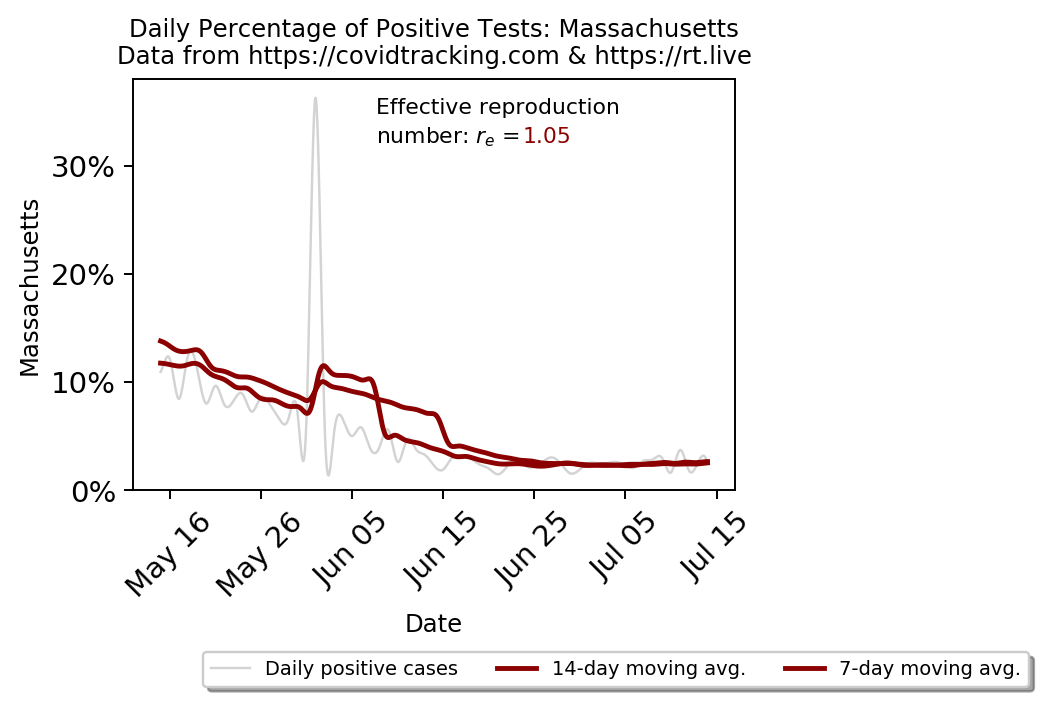 Daily Percentage of Positive Tests: Massachusetts
Data from https://covidtracking.com & https://rt.live
Effective reproduction
number: rₑ =1.05
Massachusetts
30%
20%
10%
0%
May 16
May 26
Jun 05
Jun 15
Jun 25
Jul 05
Jul 15
Date
Daily positive cases
14-day moving avg.
7-day moving avg.